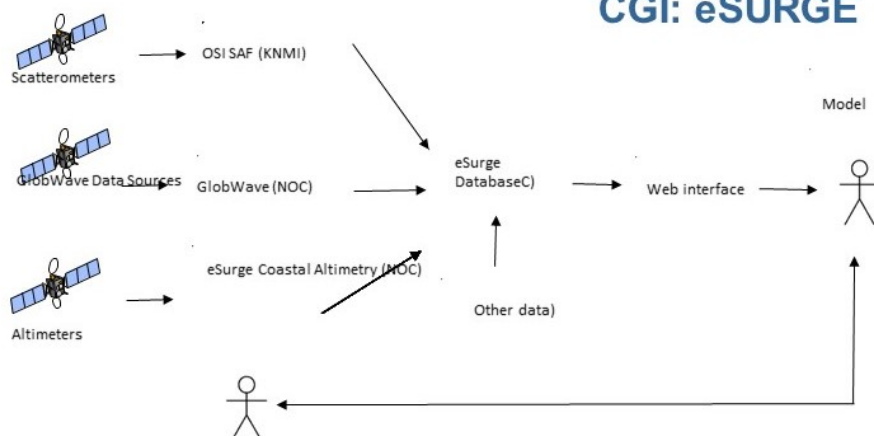 CGI: eSURGE
OSI SAF (KNMI)
Scatterometers
Model
eSurge
DatabaseC)
GlobWave Data Sources
GlobWave (NOC)
Web interface
eSurge Coastal Altimetry (NOC)
Other data)
Altimeters